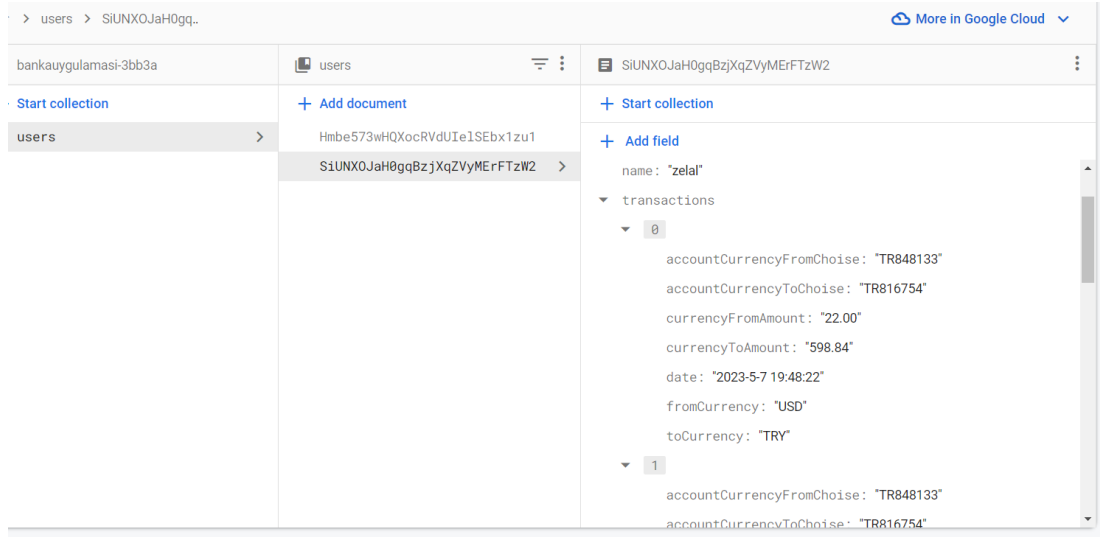 users > SiUNXOJaH0gq..
More in Google Cloud
bankauygulamasi-3bb3a
Start collection
users
users
Add document
Hmbe573wHQXocRVdUIelSEbx1zu1
SiUNXOJaH0gqBzjXqZVyMErFTzW2
SiUNXOJaH0gqBzjXqZVyMErFTzW2
Start collection
Add field
name: "zelal"
transactions
0
accountCurrencyFromChoise: "TR848133"
accountCurrencyToChoise: "TR816754"
currencyFromAmount: "22.00"
currencyToAmount: "598.84"
date: "2023-5-7 19:48:22"
fromCurrency: "USD"
toCurrency: "TRY"
1
accountCurrencyFromChoise: "TR848133"
accountCurrencyToChoise: "TR816754"